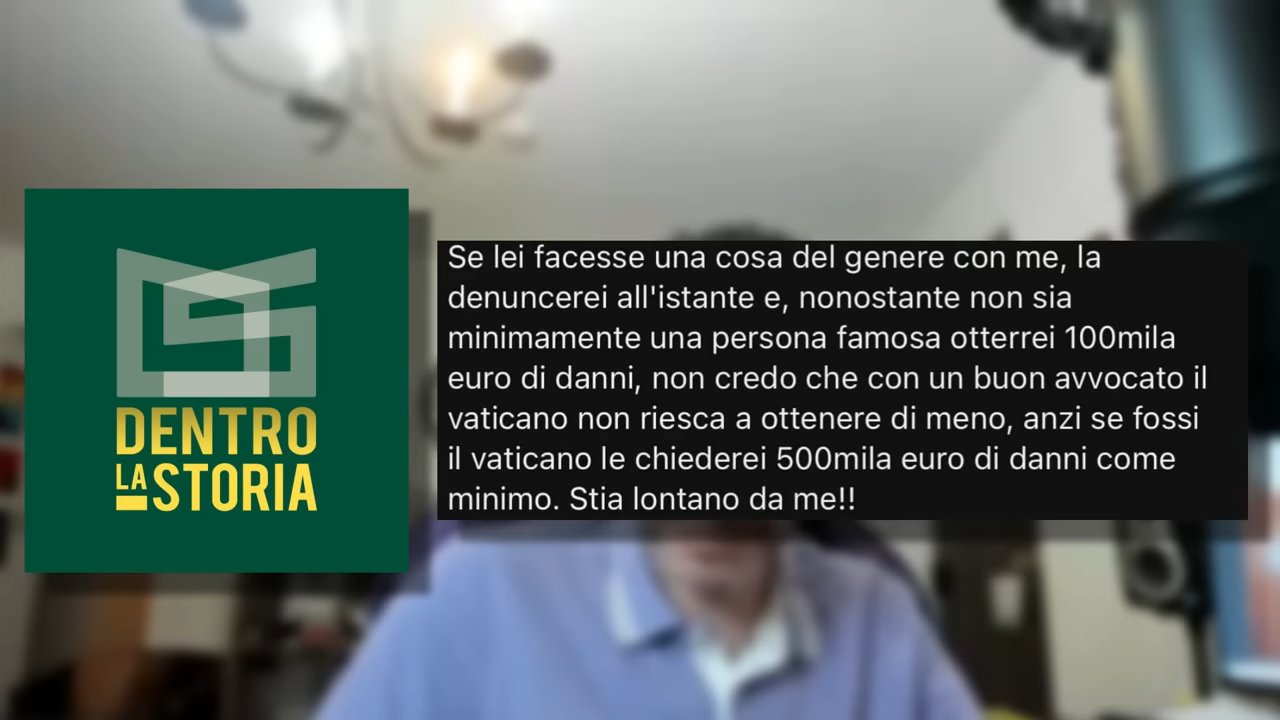 DENTRO
LA STORIA
Se lei facesse una cosa del genere con me, la
denuncerei all'istante e, nonostante non sia
minimamente una persona famosa otterrei 100mila
euro di danni, non credo che con un buon avvocato il
vaticano non riesca a ottenere di meno, anzi se fossi
il vaticano le chiederei 500mila euro di danni come
minimo. Stia lontano da me!!